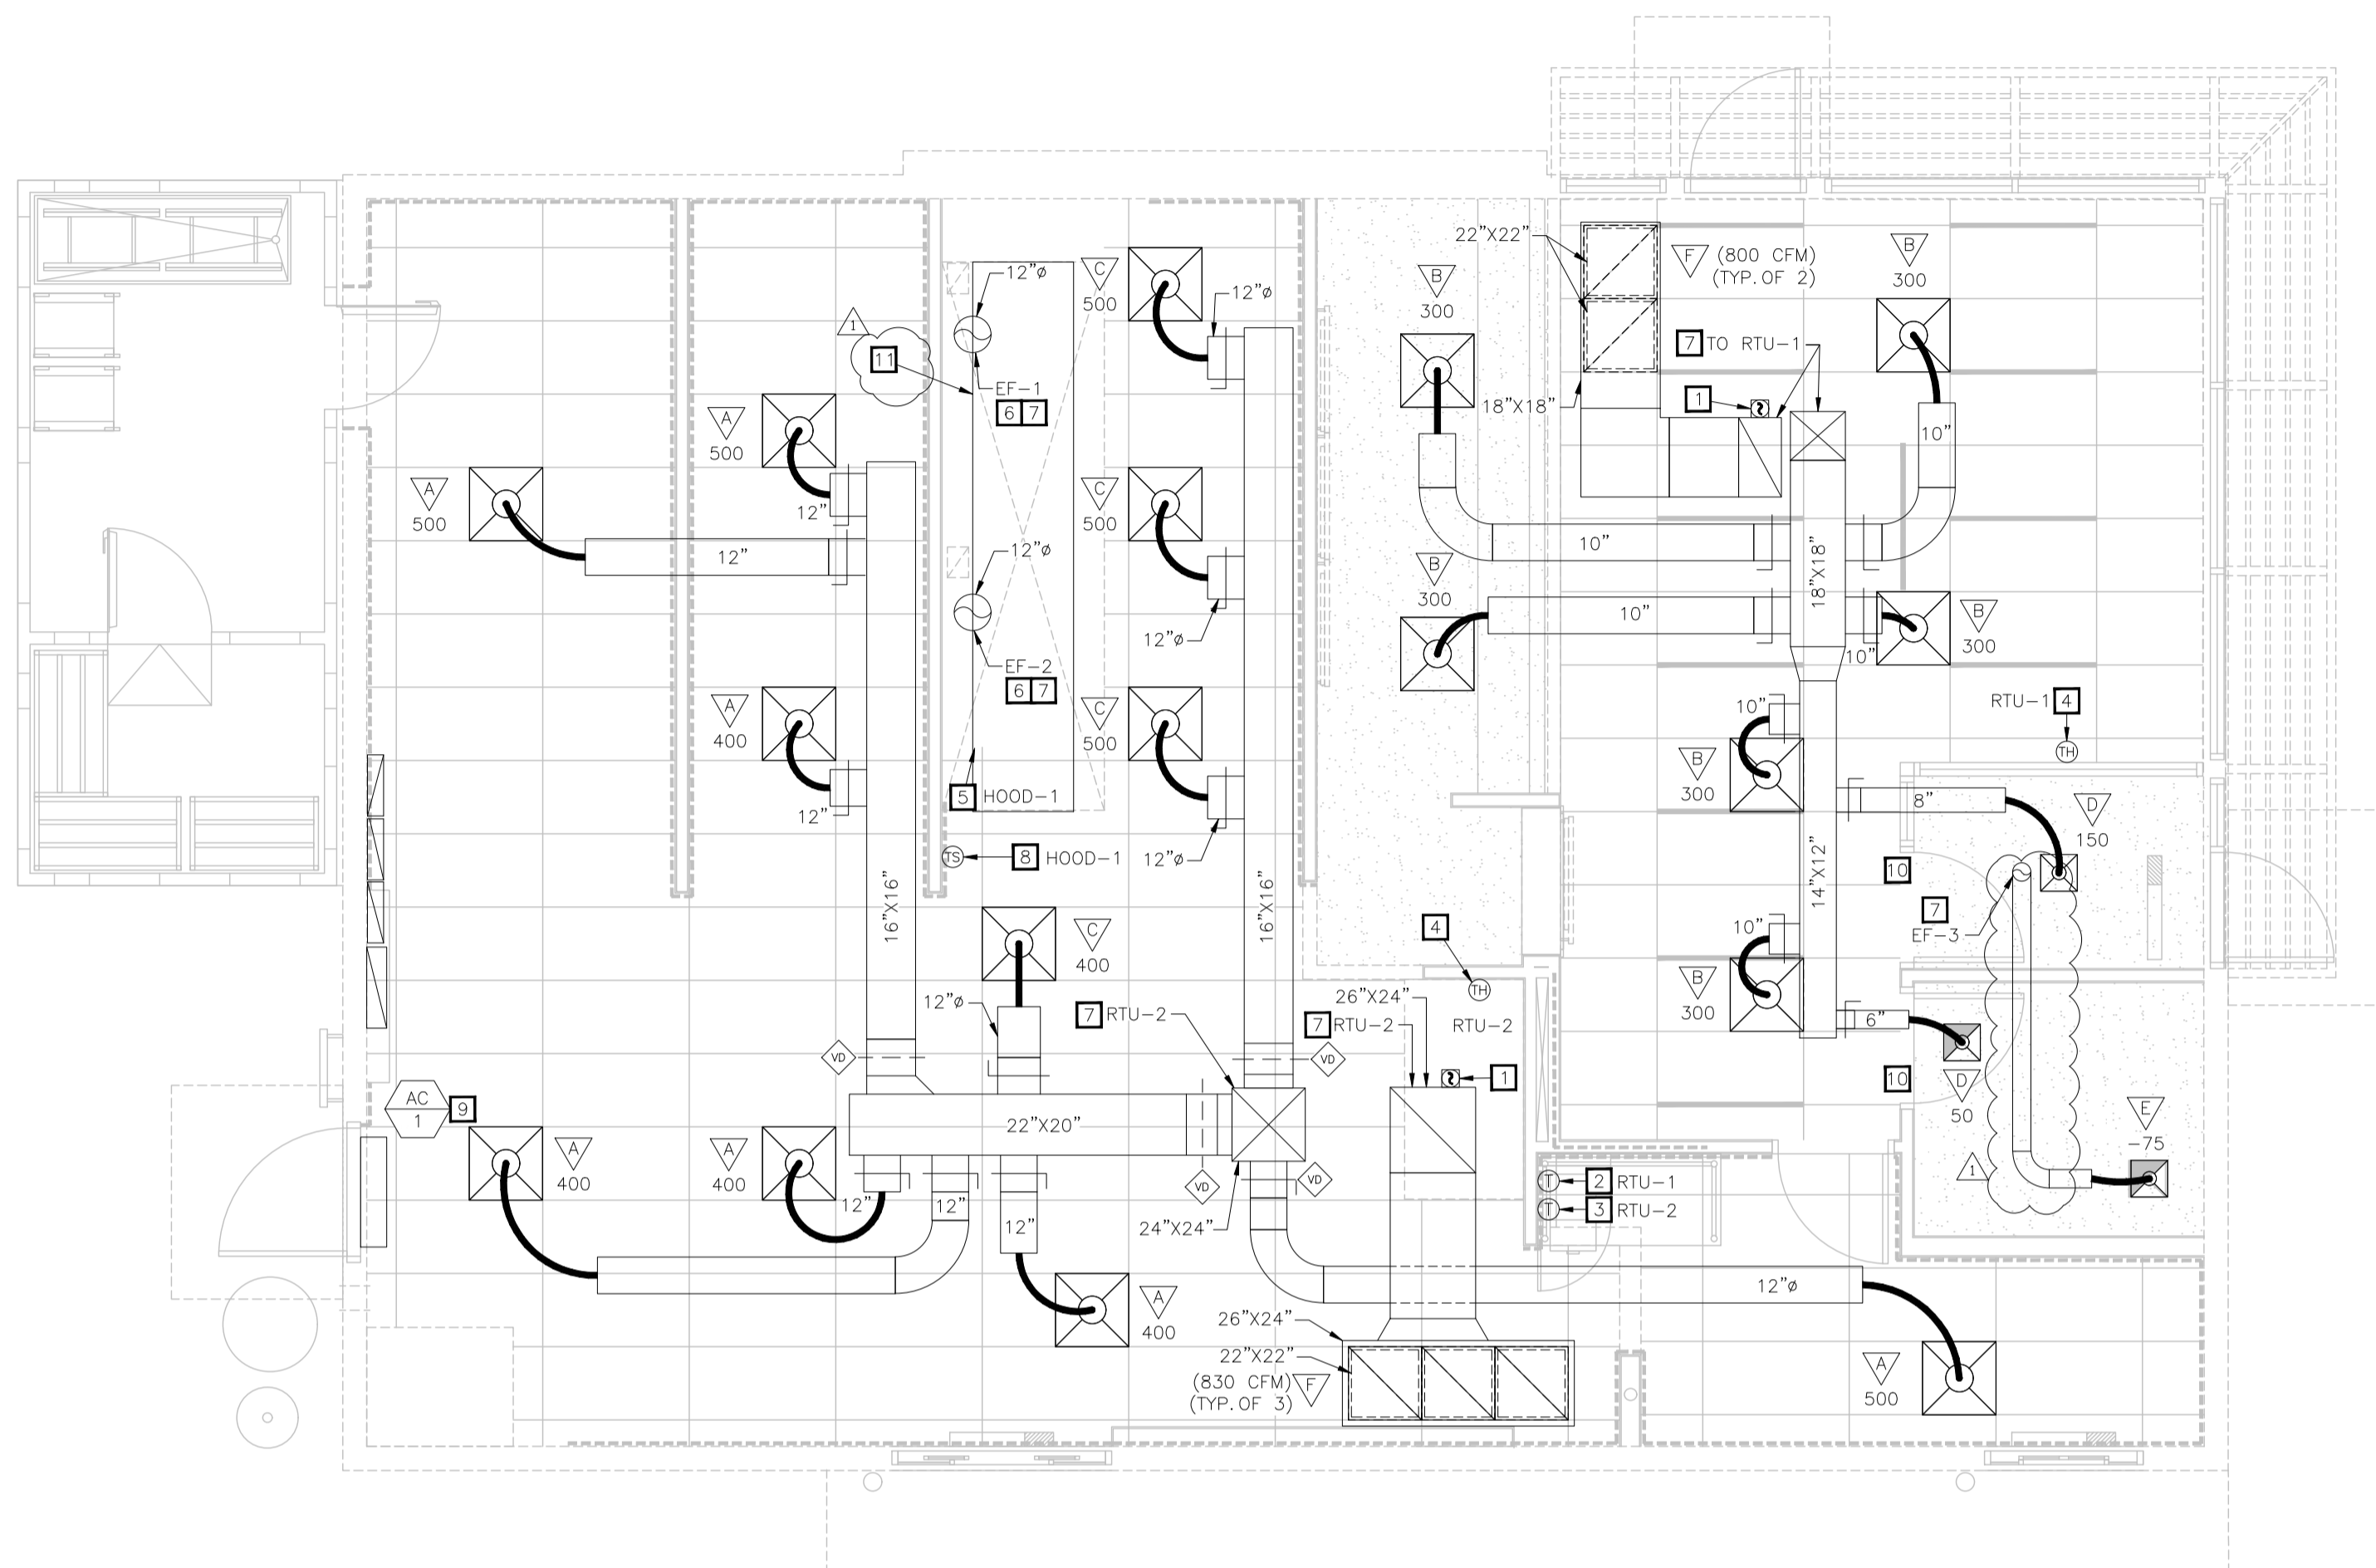 22"X22"
F (800 CFM)
(TYP. OF 2)
B
300
B
300
12"ø
C
500
12"ø
1
11
EF-1
6 7
7 TO RTU-1
18"X18"
1
10"
A
500
12"
A
500
12"
C
500
12"ø
12"ø
EF-2
6 7
10"
18"X18"
B
300
10"
10"
B
300
A
400
12"
C
500
12"ø
5 HOOD-1
TS
8 HOOD-1
10"
B
300
RTU-1 4
TH
8"
D
150
10
14"X12"
16"X16"
16"X16"
4
TH
C
400
12"ø
7
EF-3
10"
B
300
7 RTU-2
26"X24"
7 RTU-2
RTU-2
6"
VD
VD
1
10
D
50
AC
1
9
22"X20"
E
-75
A
400
A
400
12"
12"
12"
VD
VD
24"X24"
T
2 RTU-1
T
3 RTU-2
1
12"ø
A
400
26"X24"
22"X22"
(830 CFM) F
(TYP. OF 3)
A
500